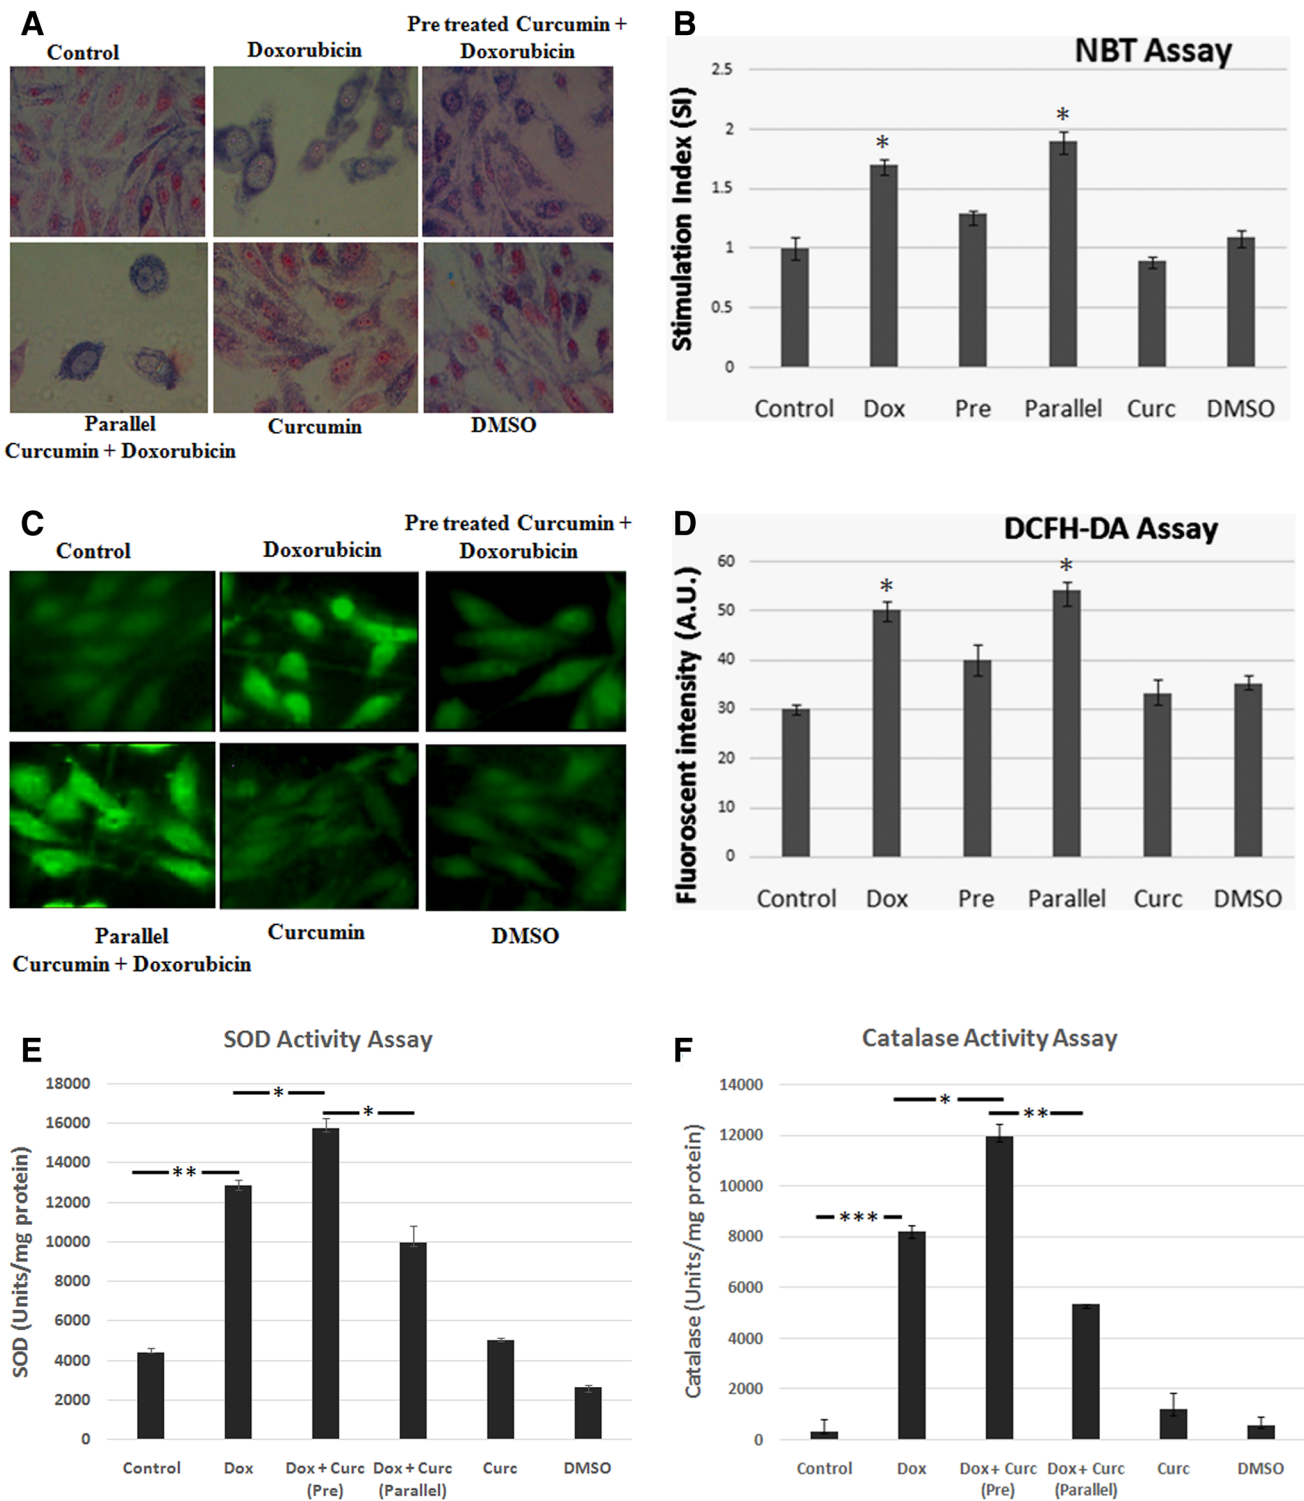 A
Control
Doxorubicin
Pre treated Curcumin +
Doxorubicin
Parallel
Curcumin + Doxorubicin
Curcumin
DMSO
B
NBT Assay
Stimulation Index (SI)
2.5
2
1.5
1
0.5
0
*
*
Control Dox Pre Parallel Curc DMSO
C
Control
Doxorubicin
Pre treated Curcumin +
Doxorubicin
Parallel
Curcumin + Doxorubicin
Curcumin
DMSO
D
DCFH-DA Assay
Fluoroscent intensity (A.U.)
60
50
40
30
20
10
0
*
*
Control Dox Pre Parallel Curc DMSO
E
SOD Activity Assay
SOD (Units/mg protein)
18000
16000
14000
12000
10000
8000
6000
4000
2000
0
*
*
**
Control Dox Dox + Curc Dox + Curc Curc DMSO
(Pre) (Parallel)
F
Catalase Activity Assay
Catalase (Units/mg protein)
14000
12000
10000
8000
6000
4000
2000
0
*
**
***
Control Dox Dox+ Curc Dox+ Curc Curc DMSO
(Pre) (Parallel)